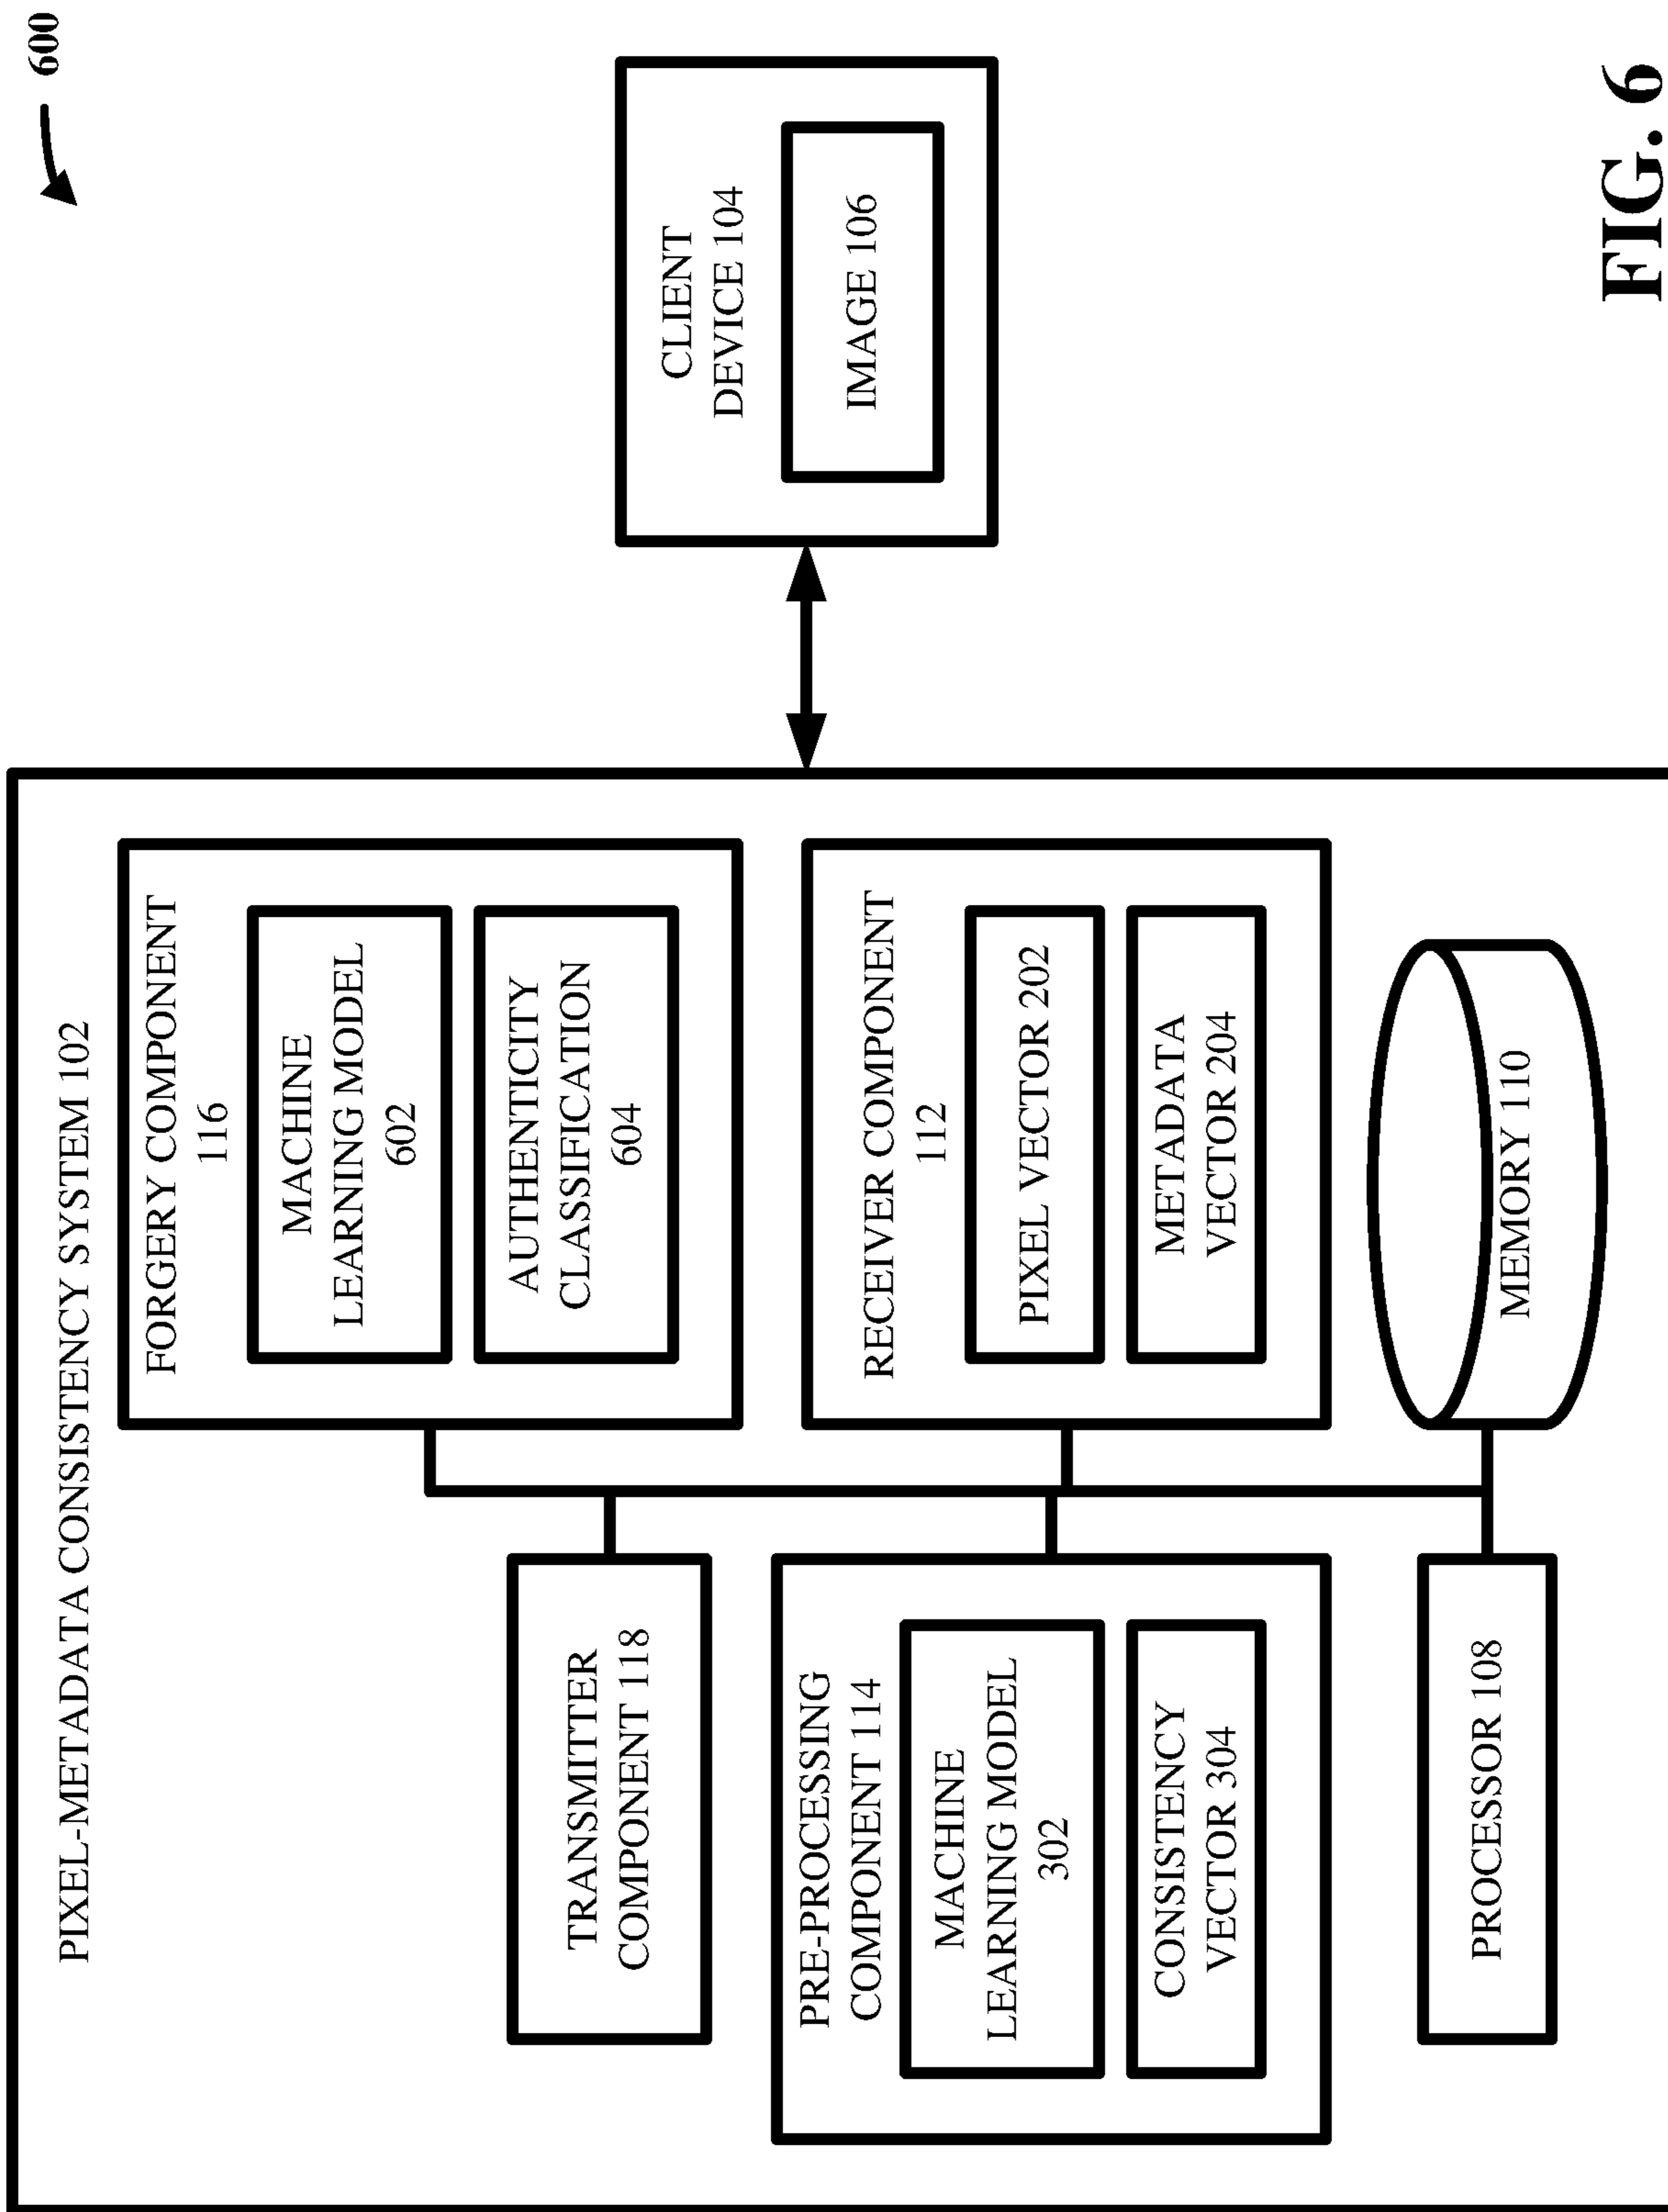 600
PIXEL-METADATA CONSISTENCY SYSTEM 102
TRANSMITTER
COMPONENT 118
FORGERY COMPONENT
116
MACHINE
LEARNING MODEL
602
AUTHENTICITY
CLASSIFICATION
604
PRE-PROCESSING
COMPONENT 114
MACHINE
LEARNING MODEL
302
CONSISTENCY
VECTOR 304
RECEIVER COMPONENT
112
PIXEL VECTOR 202
METADATA
VECTOR 204
PROCESSOR 108
MEMORY 110
CLIENT
DEVICE 104
IMAGE 106
FIG. 6